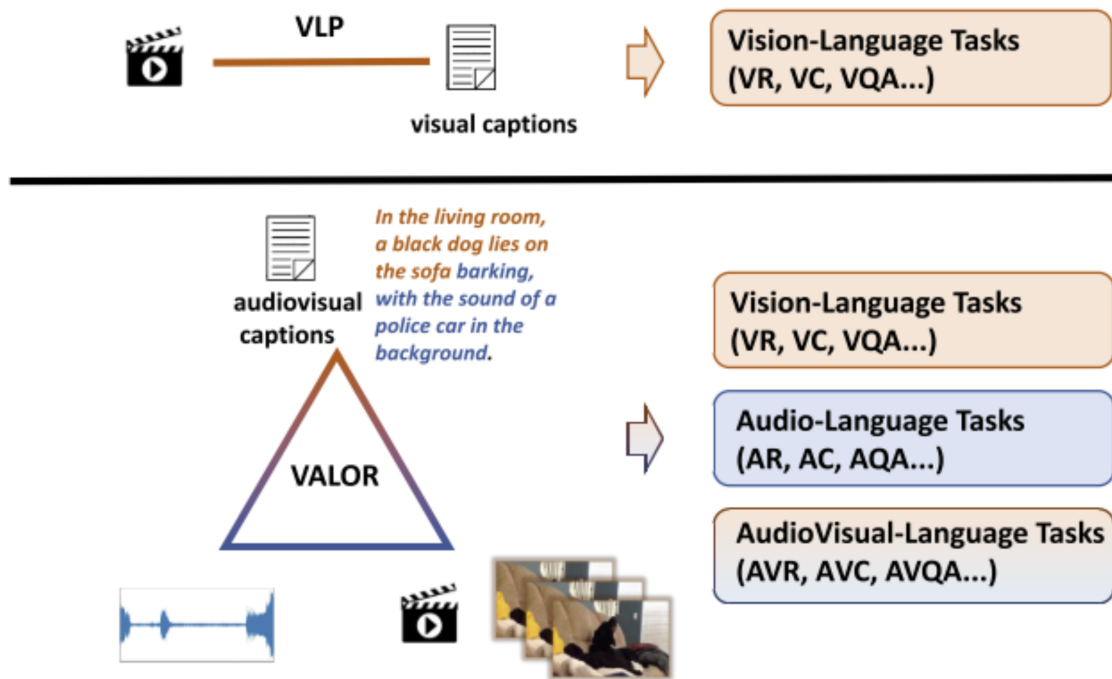 VLP
visual captions
Vision-Language Tasks
(VR, VC, VQA...)
audiovisual
captions
In the living room,
a black dog lies on
the sofa barking,
with the sound of a
police car in the
background.
VALOR
Vision-Language Tasks
(VR, VC, VQA...)
Audio-Language Tasks
(AR, AC, AQA...)
AudioVisual-Language Tasks
(AVR, AVC, AVQA...)